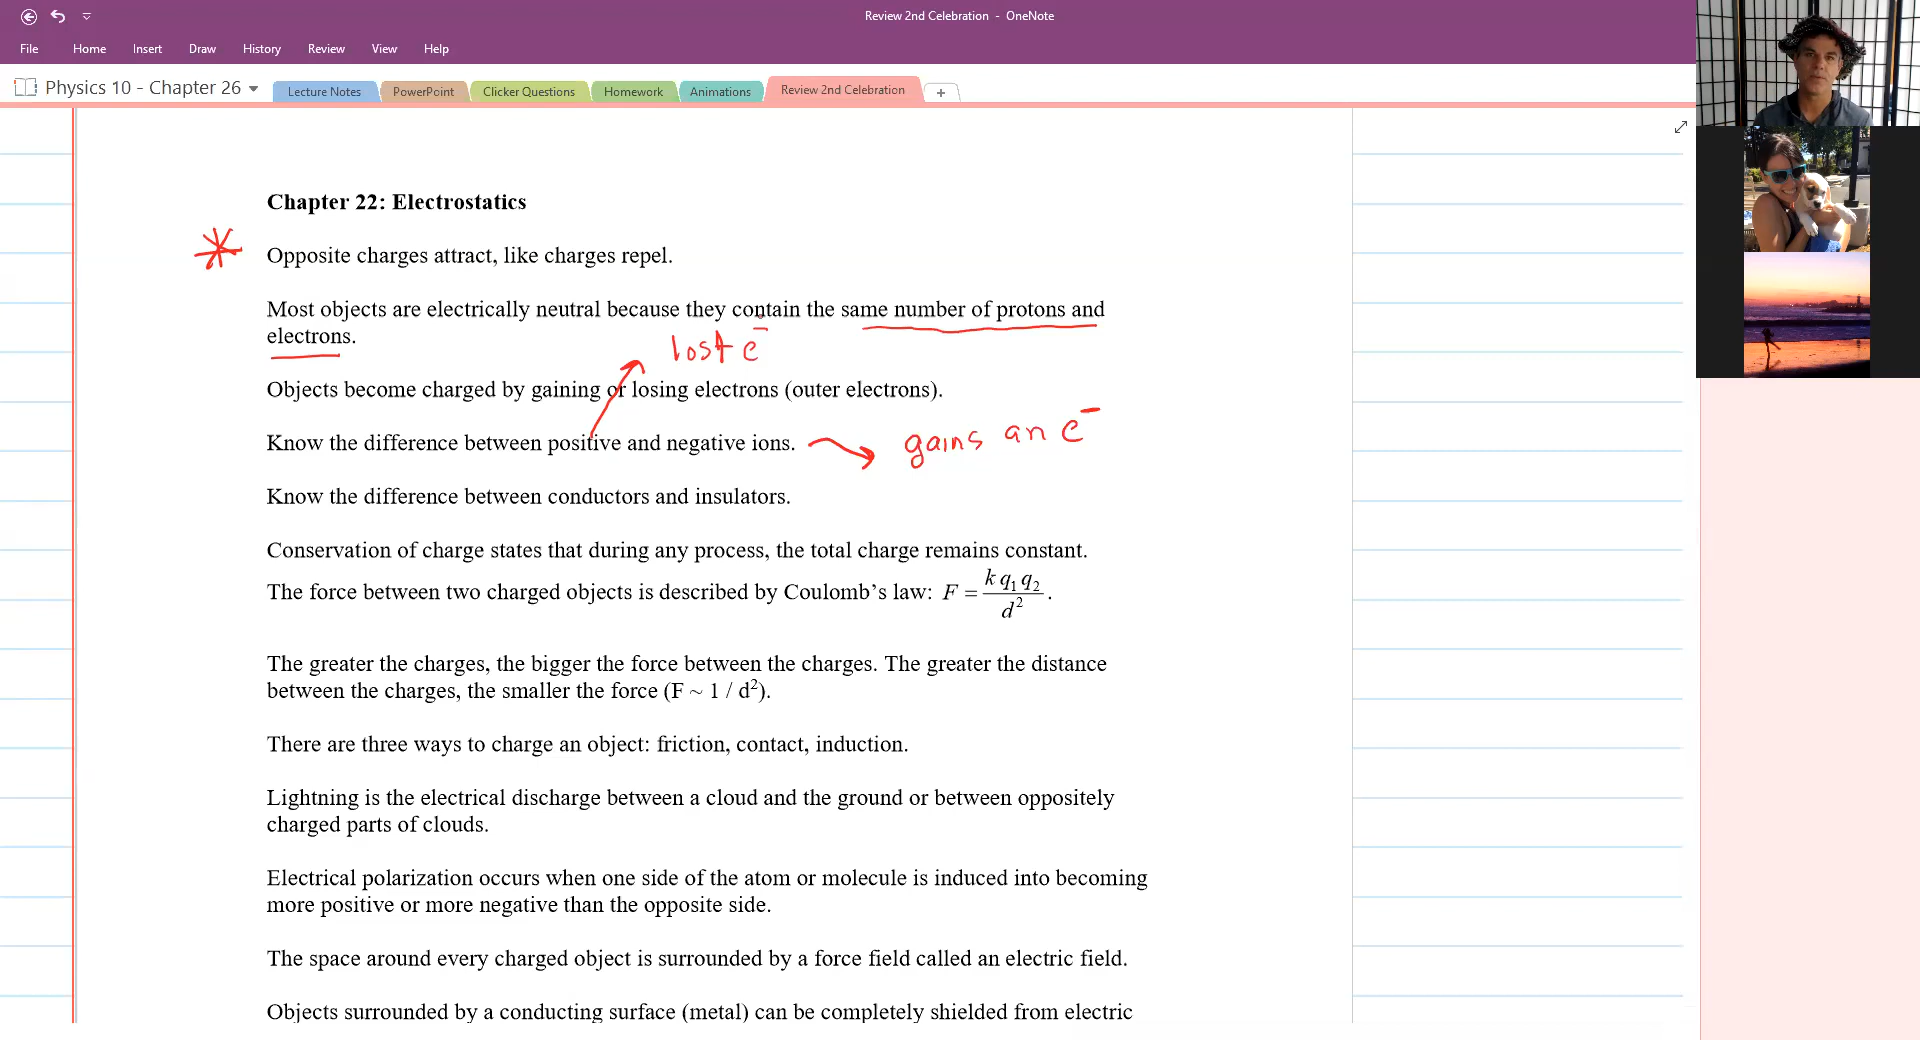 Review 2nd Celebration - OneNote
File Home Insert Draw History Review View Help
Physics 10 - Chapter 26 Lecture Notes PowerPoint Clicker Questions Homework Animations Review 2nd Celebration +
Chapter 22: Electrostatics
* Opposite charges attract, like charges repel.
Most objects are electrically neutral because they contain the same number of protons and
electrons.
lost e⁻
Objects become charged by gaining or losing electrons (outer electrons).
Know the difference between positive and negative ions. gains an e⁻
Know the difference between conductors and insulators.
Conservation of charge states that during any process, the total charge remains constant.
The force between two charged objects is described by Coulomb’s law: F = k q₁ q₂ / d².
The greater the charges, the bigger the force between the charges. The greater the distance
between the charges, the smaller the force (F ~ 1 / d²).
There are three ways to charge an object: friction, contact, induction.
Lightning is the electrical discharge between a cloud and the ground or between oppositely
charged parts of clouds.
Electrical polarization occurs when one side of the atom or molecule is induced into becoming
more positive or more negative than the opposite side.
The space around every charged object is surrounded by a force field called an electric field.
Objects surrounded by a conducting surface (metal) can be completely shielded from electric